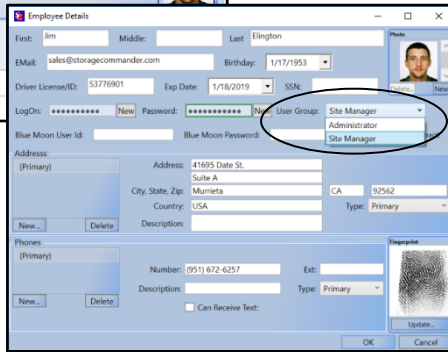 Employee Details
Photo
First: Jim Middle: Last Elington
EMail: sales@storagecommander.com Birthday: 1/17/1953
Driver License/ID: S3776901 Exp Date: 1/18/2019 SSN:
Delete... New
LogOn: ●●●●●●●●●● New Password: ●●●●●●●●●●● New User Group: Site Manager
Administrator
Site Manager
Blue Moon User Id: Blue Moon Password:
Addresss
(Primary)
Address: 41695 Date St.
Suite A
City, State, Zip: Murrieta CA 92562
Country: USA Type: Primary
Description:
New... Delete
Phones
Fingerprint
(Primary)
Number: (951) 672-6257 Ext:
Description: Type: Primary
Can Receive Text:
New... Delete
Update...
OK Cancel